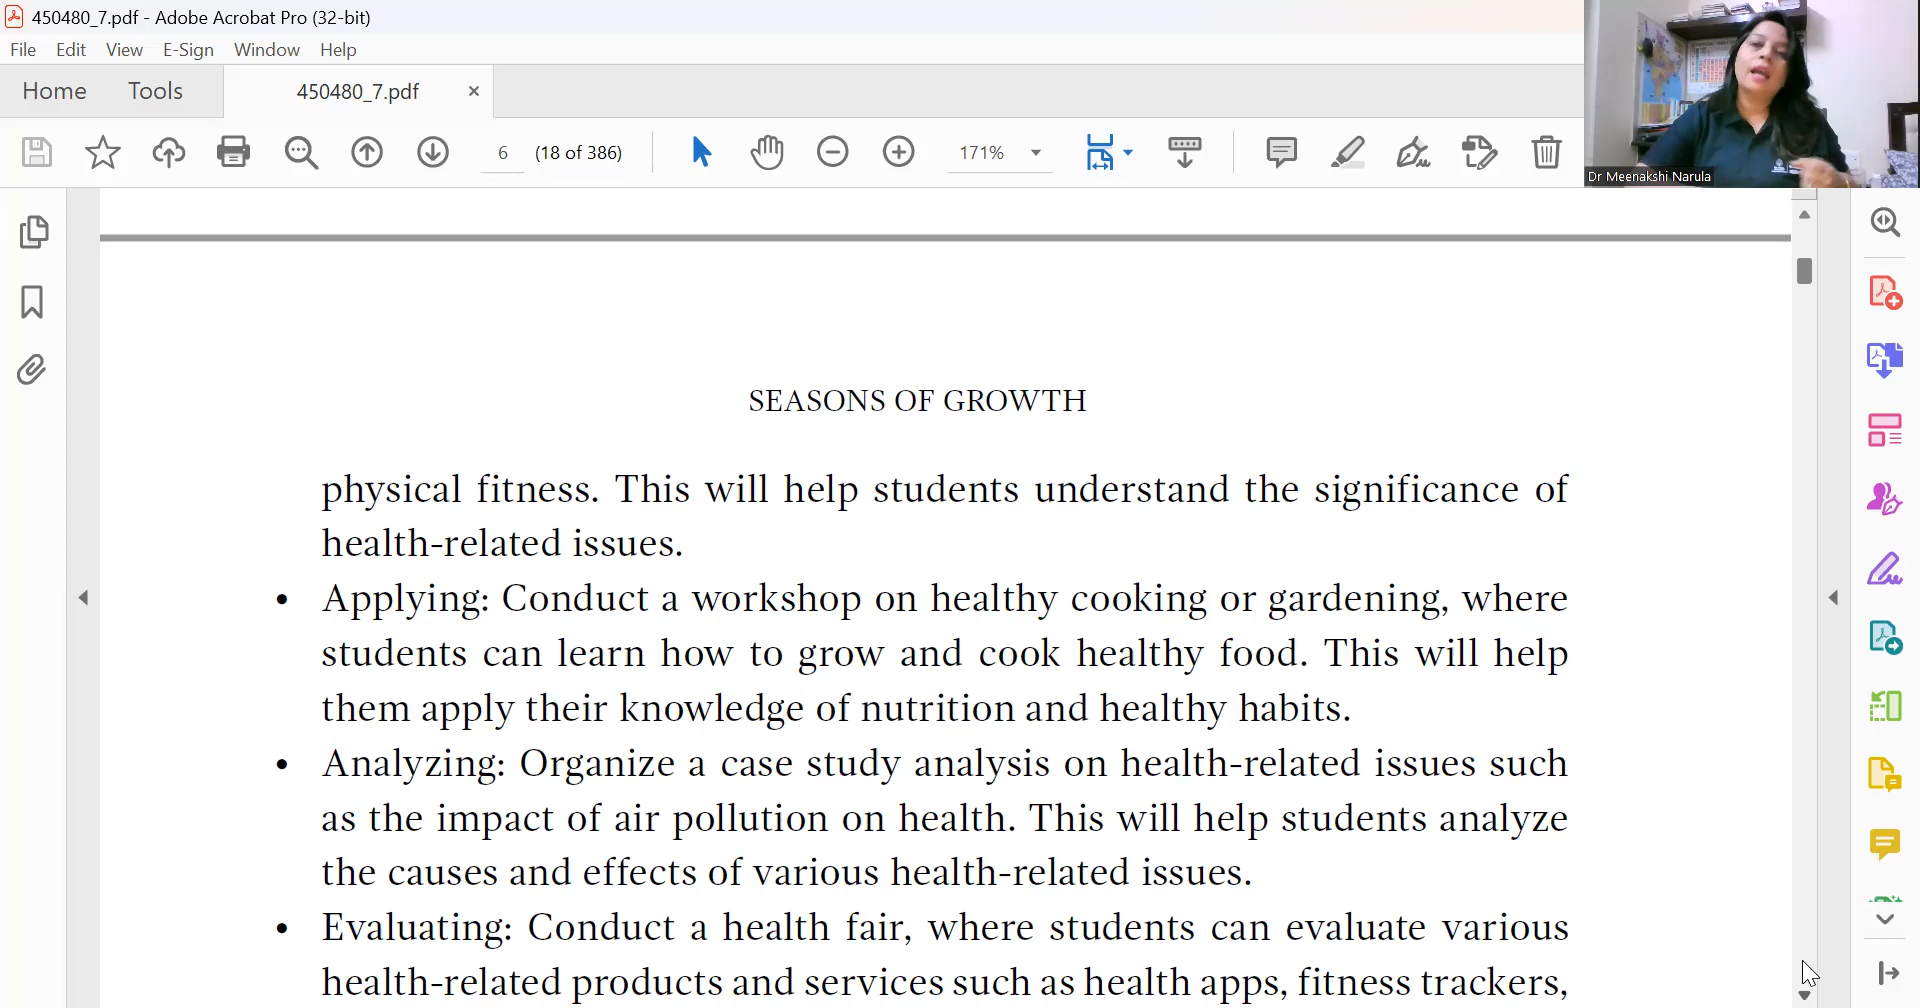 450480_7.pdf - Adobe Acrobat Pro (32-bit)
File Edit View E-Sign Window Help
Home Tools 450480_7.pdf ×
6 (18 of 386) 171%
Dr Meenakshi Narula
SEASONS OF GROWTH
physical fitness. This will help students understand the significance of
health-related issues.
• Applying: Conduct a workshop on healthy cooking or gardening, where
students can learn how to grow and cook healthy food. This will help
them apply their knowledge of nutrition and healthy habits.
• Analyzing: Organize a case study analysis on health-related issues such
as the impact of air pollution on health. This will help students analyze
the causes and effects of various health-related issues.
• Evaluating: Conduct a health fair, where students can evaluate various
health-related products and services such as health apps, fitness trackers,